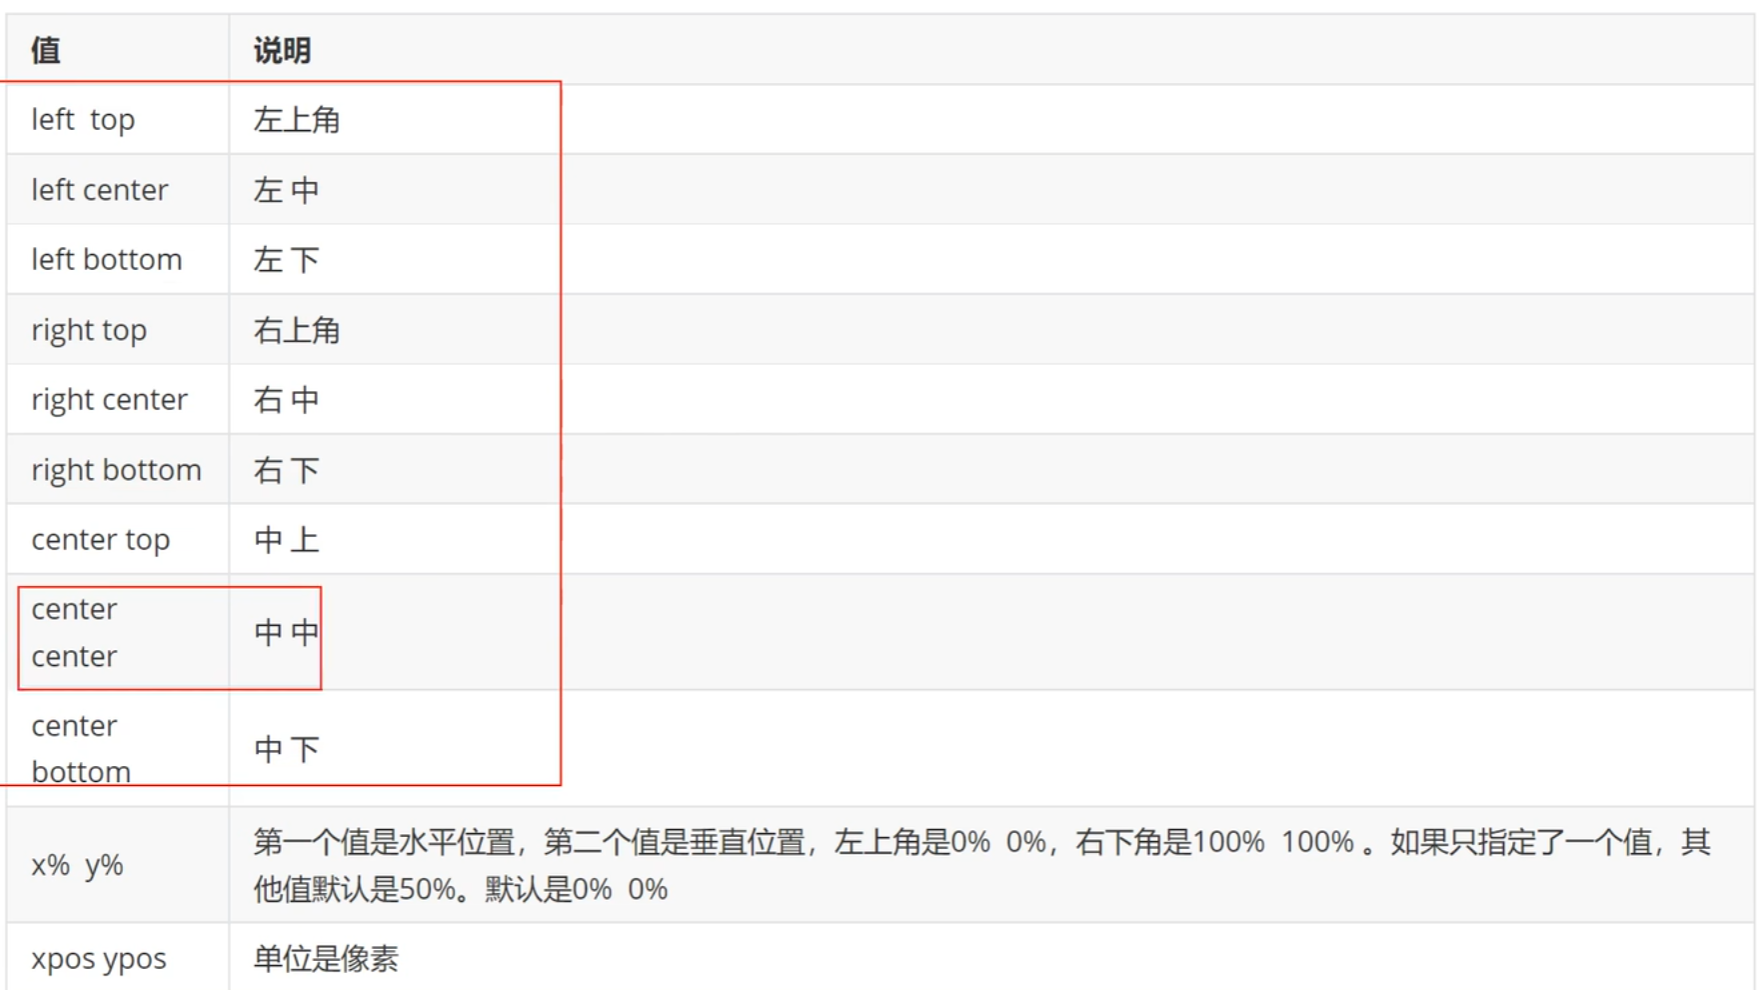 值 说明
left top 左上角
left center 左 中
left bottom 左 下
right top 右上角
right center 右 中
right bottom 右 下
center top 中 上
center
center
中 中
center
bottom
中 下
x% y%
第一个值是水平位置，第二个值是垂直位置，左上角是0% 0%，右下角是100% 100% 。如果只指定了一个值，其
他值默认是50%。默认是0% 0%
xpos ypos 单位是像素